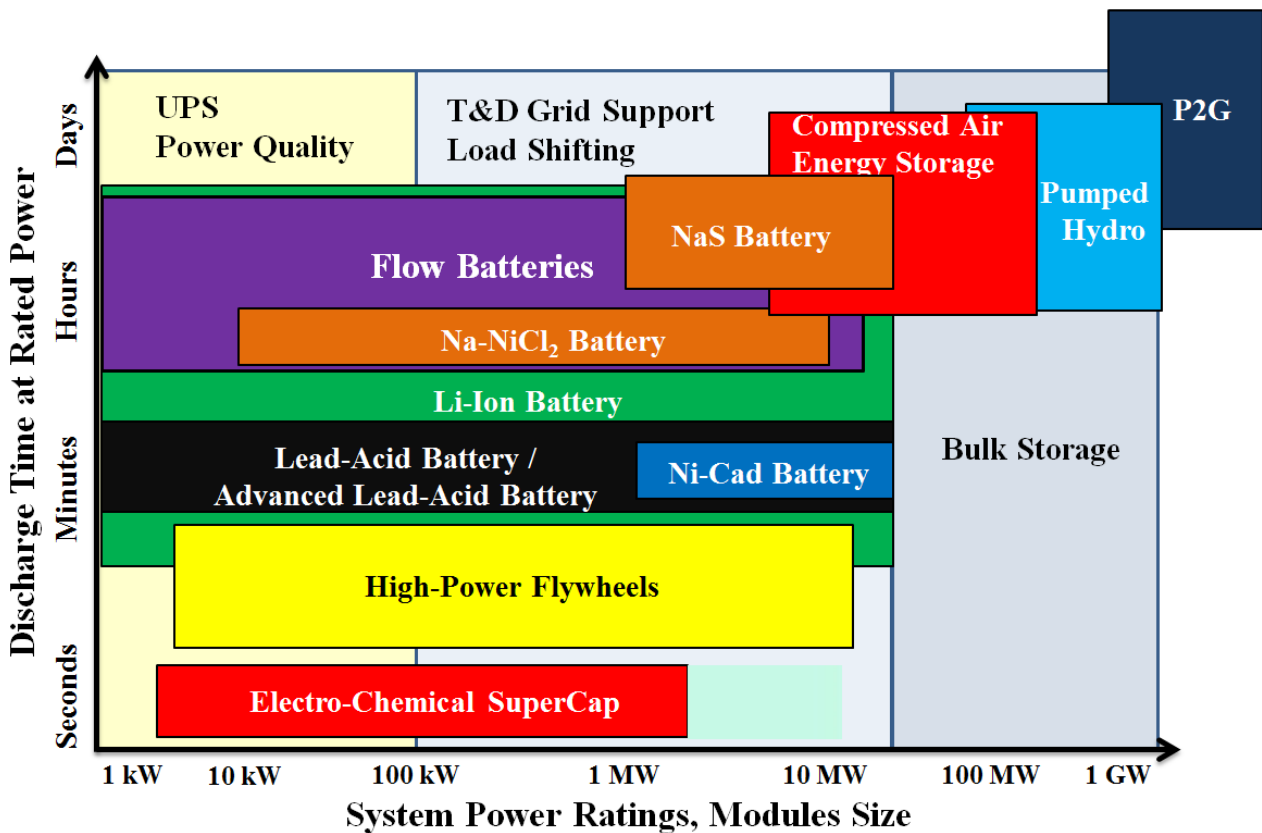 UPS
Power Quality
T&D Grid Support
Load Shifting
Compressed Air
Energy Storage
P2G
Pumped
Hydro
NaS Battery
Flow Batteries
Na-NiCl₂ Battery
Li-Ion Battery
Lead-Acid Battery /
Advanced Lead-Acid Battery
Ni-Cad Battery
Bulk Storage
High-Power Flywheels
Electro-Chemical SuperCap
Discharge Time at Rated Power
Days
Hours
Minutes
Seconds
1 kW
10 kW
100 kW
1 MW
10 MW
100 MW
1 GW
System Power Ratings, Modules Size